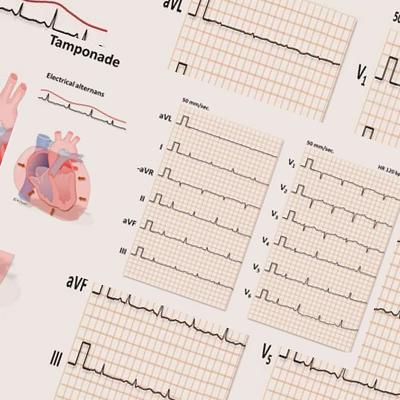 aVL
50
Tamponade
Electrical alternans
V1
50 mm/sec.
aVL
I
-aVR
II
aVF
III
50 mm/sec.
V1
V2
V3
V4
V5
V6
HR 120
aVF
III
V5